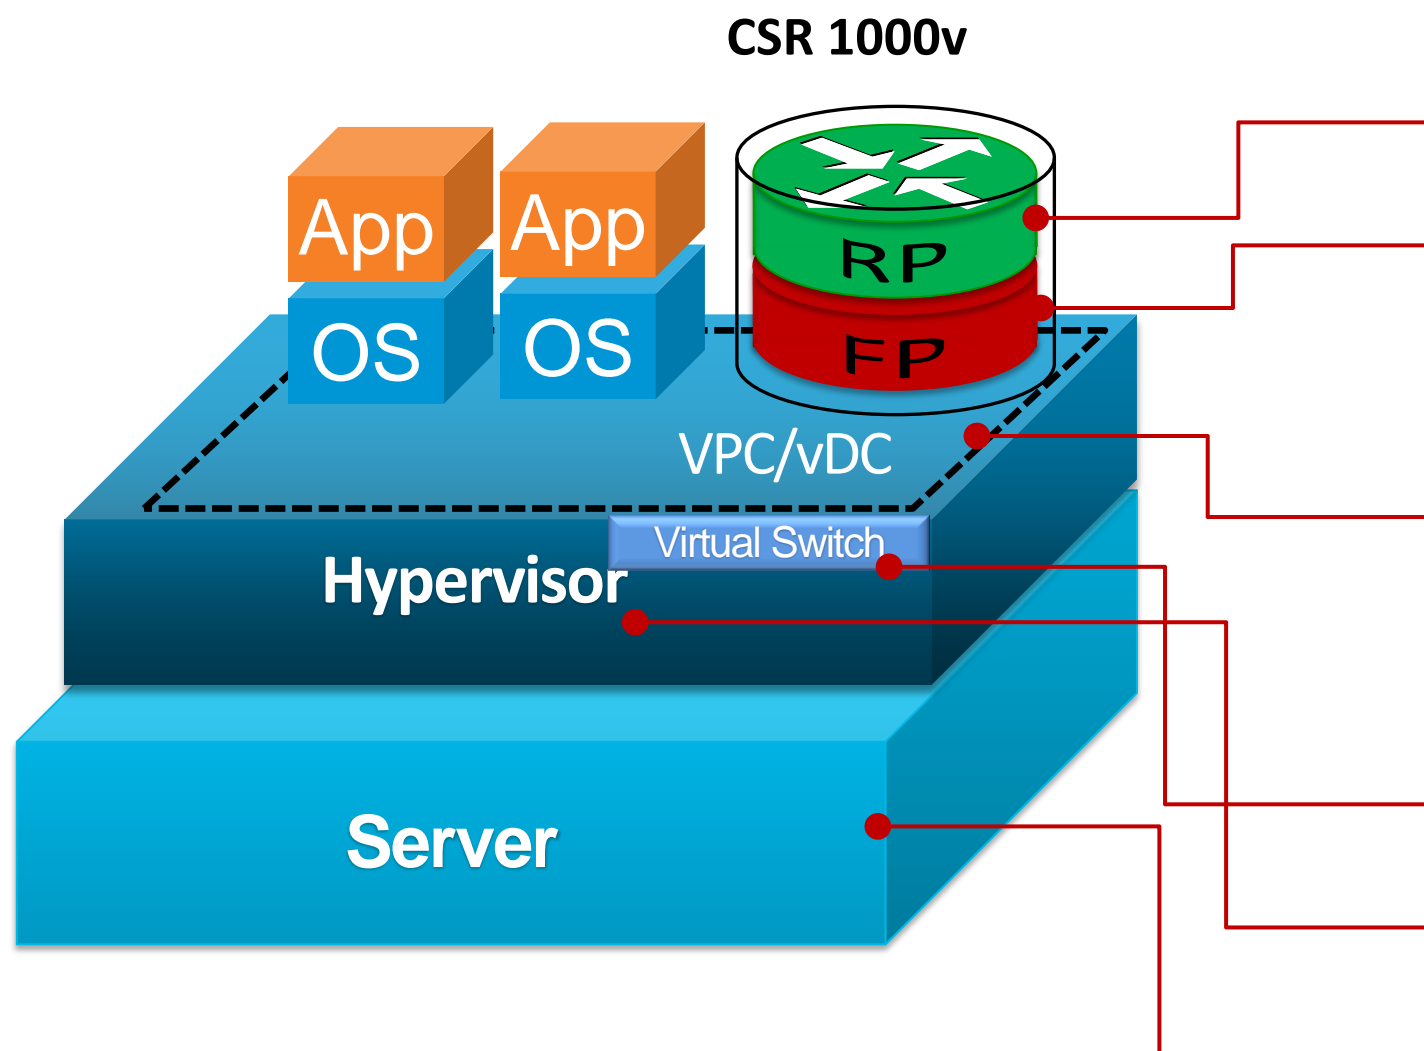 CSR 1000v
App
App
RP
OS
OS
FP
VPC/vDC
Virtual Switch
Hypervisor
Server